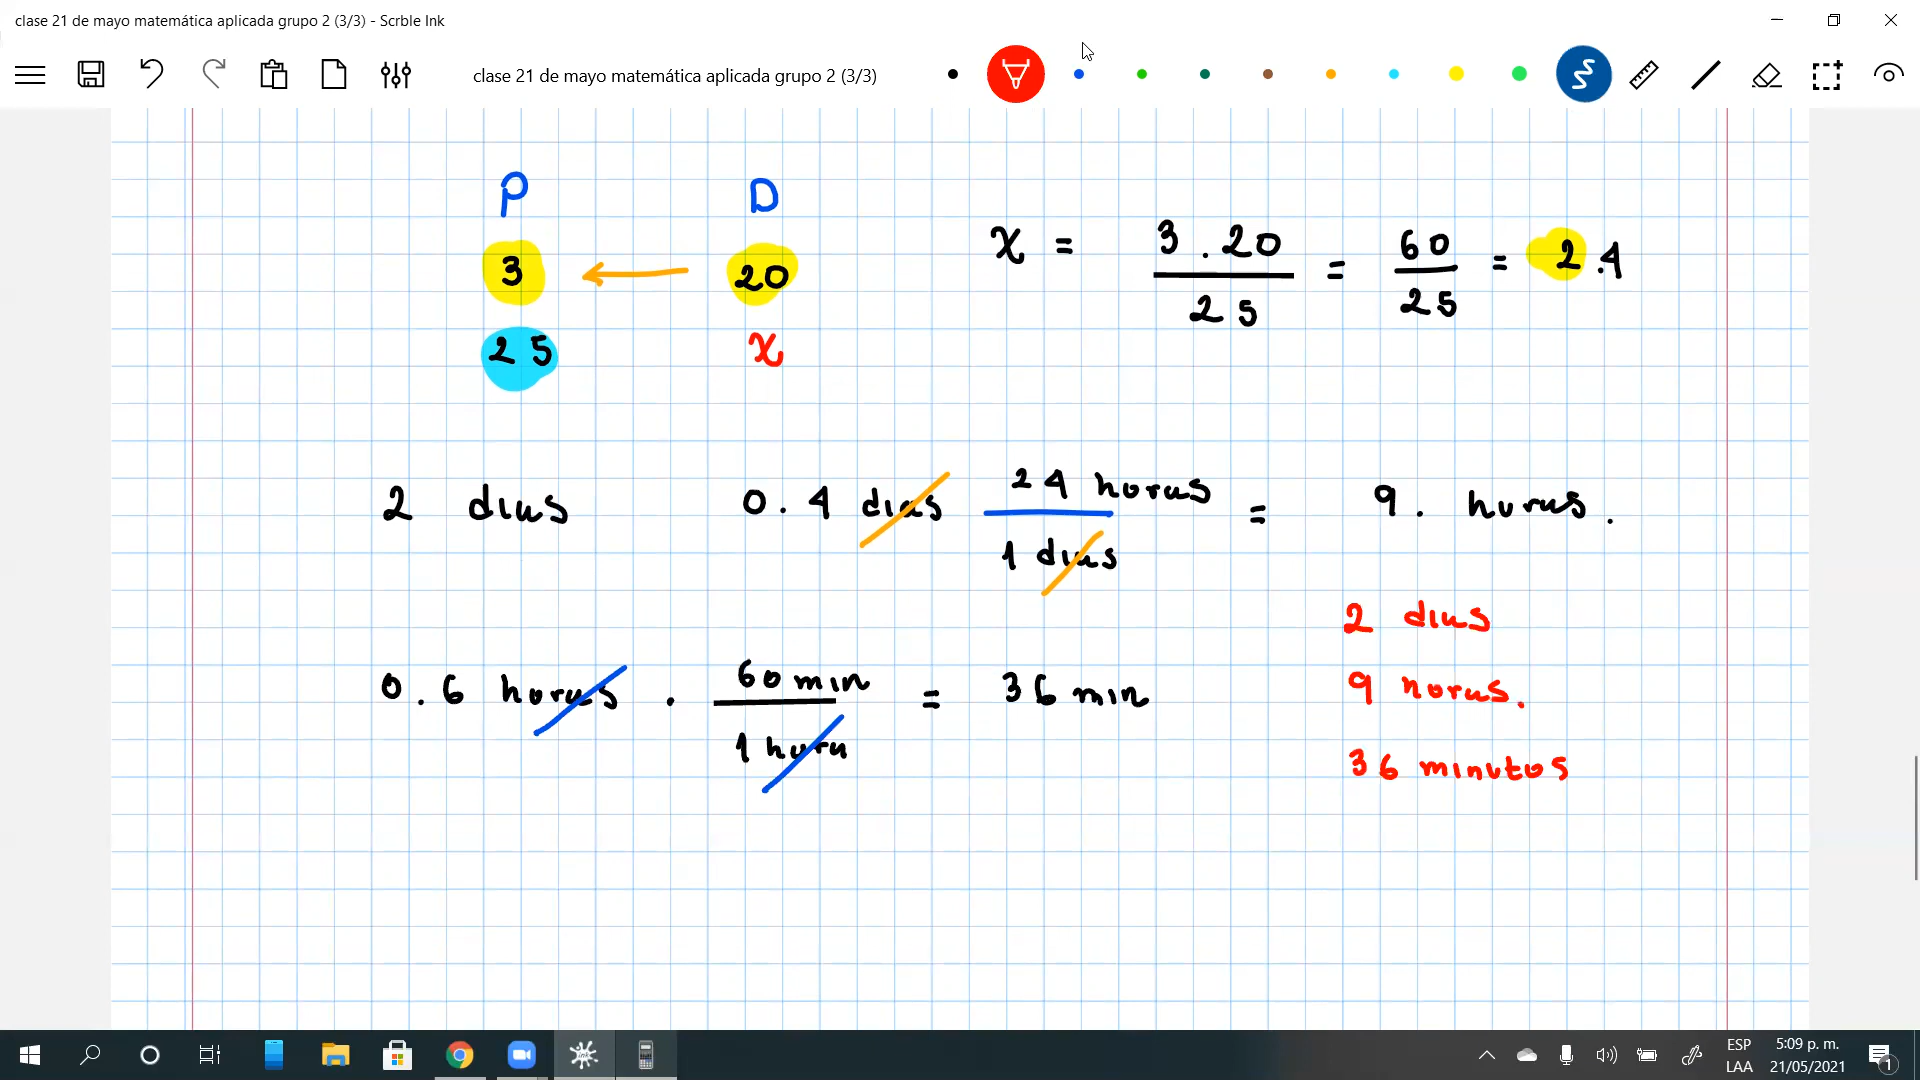 clase 21 de mayo matemática aplicada grupo 2 (3/3) - Scrble Ink
clase 21 de mayo matemática aplicada grupo 2 (3/3)
P D
3 ← 20
25 x
x = 3 . 20 / 25 = 60 / 25 = 2.4
2 dias 0.4 dias 24 horas / 1 dias = 9. horas.
0.6 horas . 60 min / 1 hora = 36 min
2 dias
9 horas.
36 minutos
ESP
LAA
5:09 p. m.
21/05/2021
1